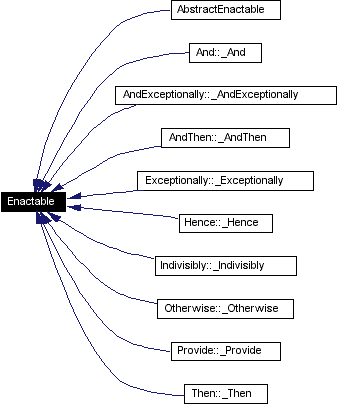 AbstractEnactable
And::_And
AndExceptionally::_AndExceptionally
AndThen::_AndThen
Exceptionally::_Exceptionally
Enactable
Hence::_Hence
Indivisibly::_Indivisibly
Otherwise::_Otherwise
Provide::_Provide
Then::_Then